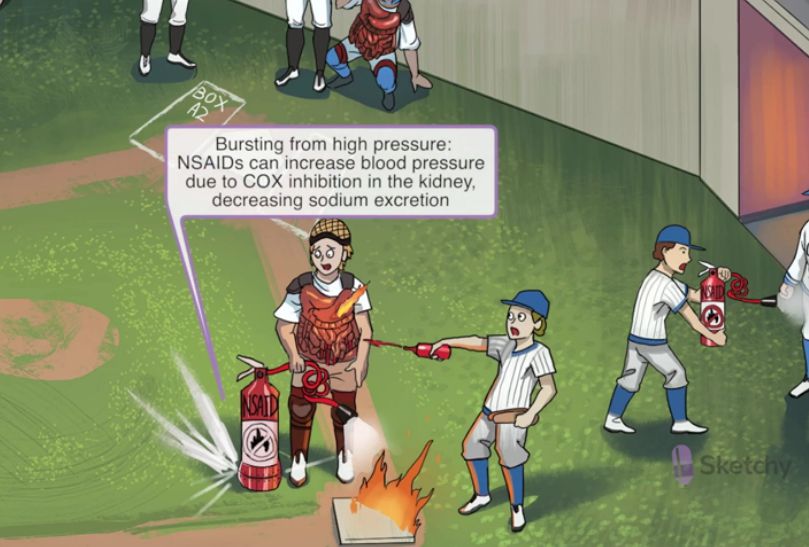 BOX
A2
Bursting from high pressure:
NSAIDs can increase blood pressure
due to COX inhibition in the kidney,
decreasing sodium excretion
NSAID
NSAID
Sketchy